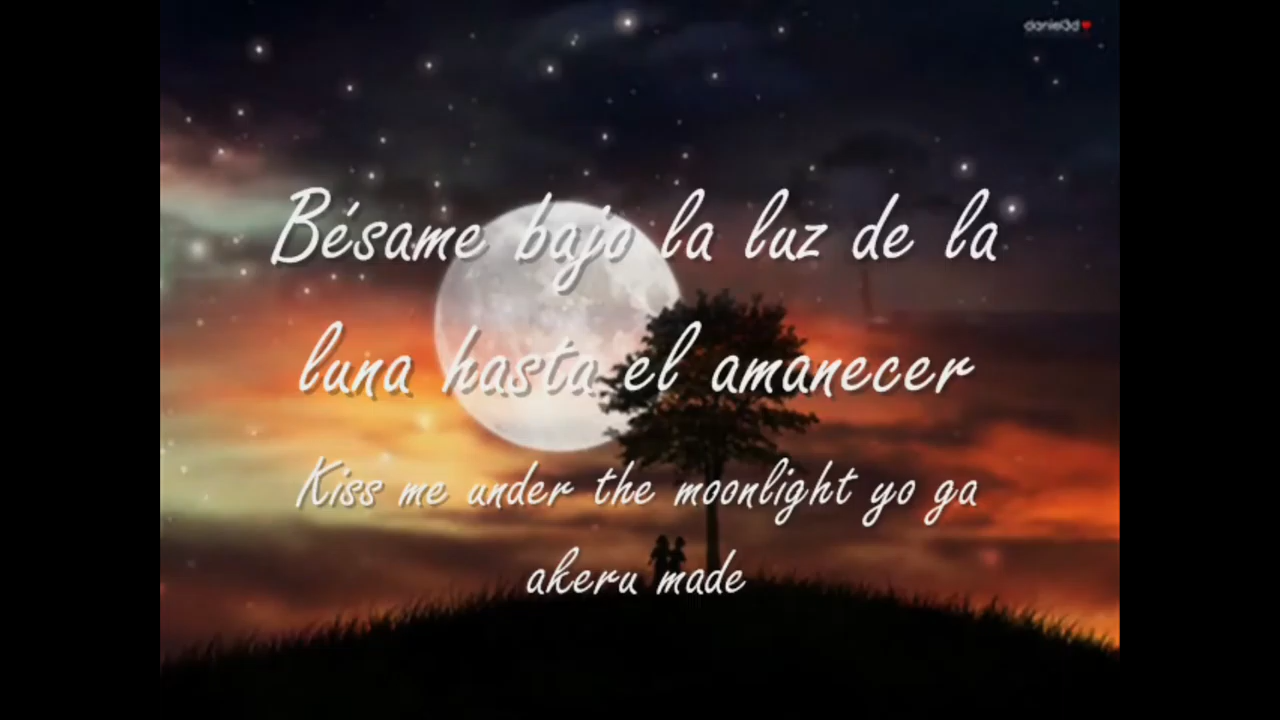 daniel3d
Bésame bajo la luz de la
luna hasta el amanecer
Kiss me under the moonlight yo ga
akeru made